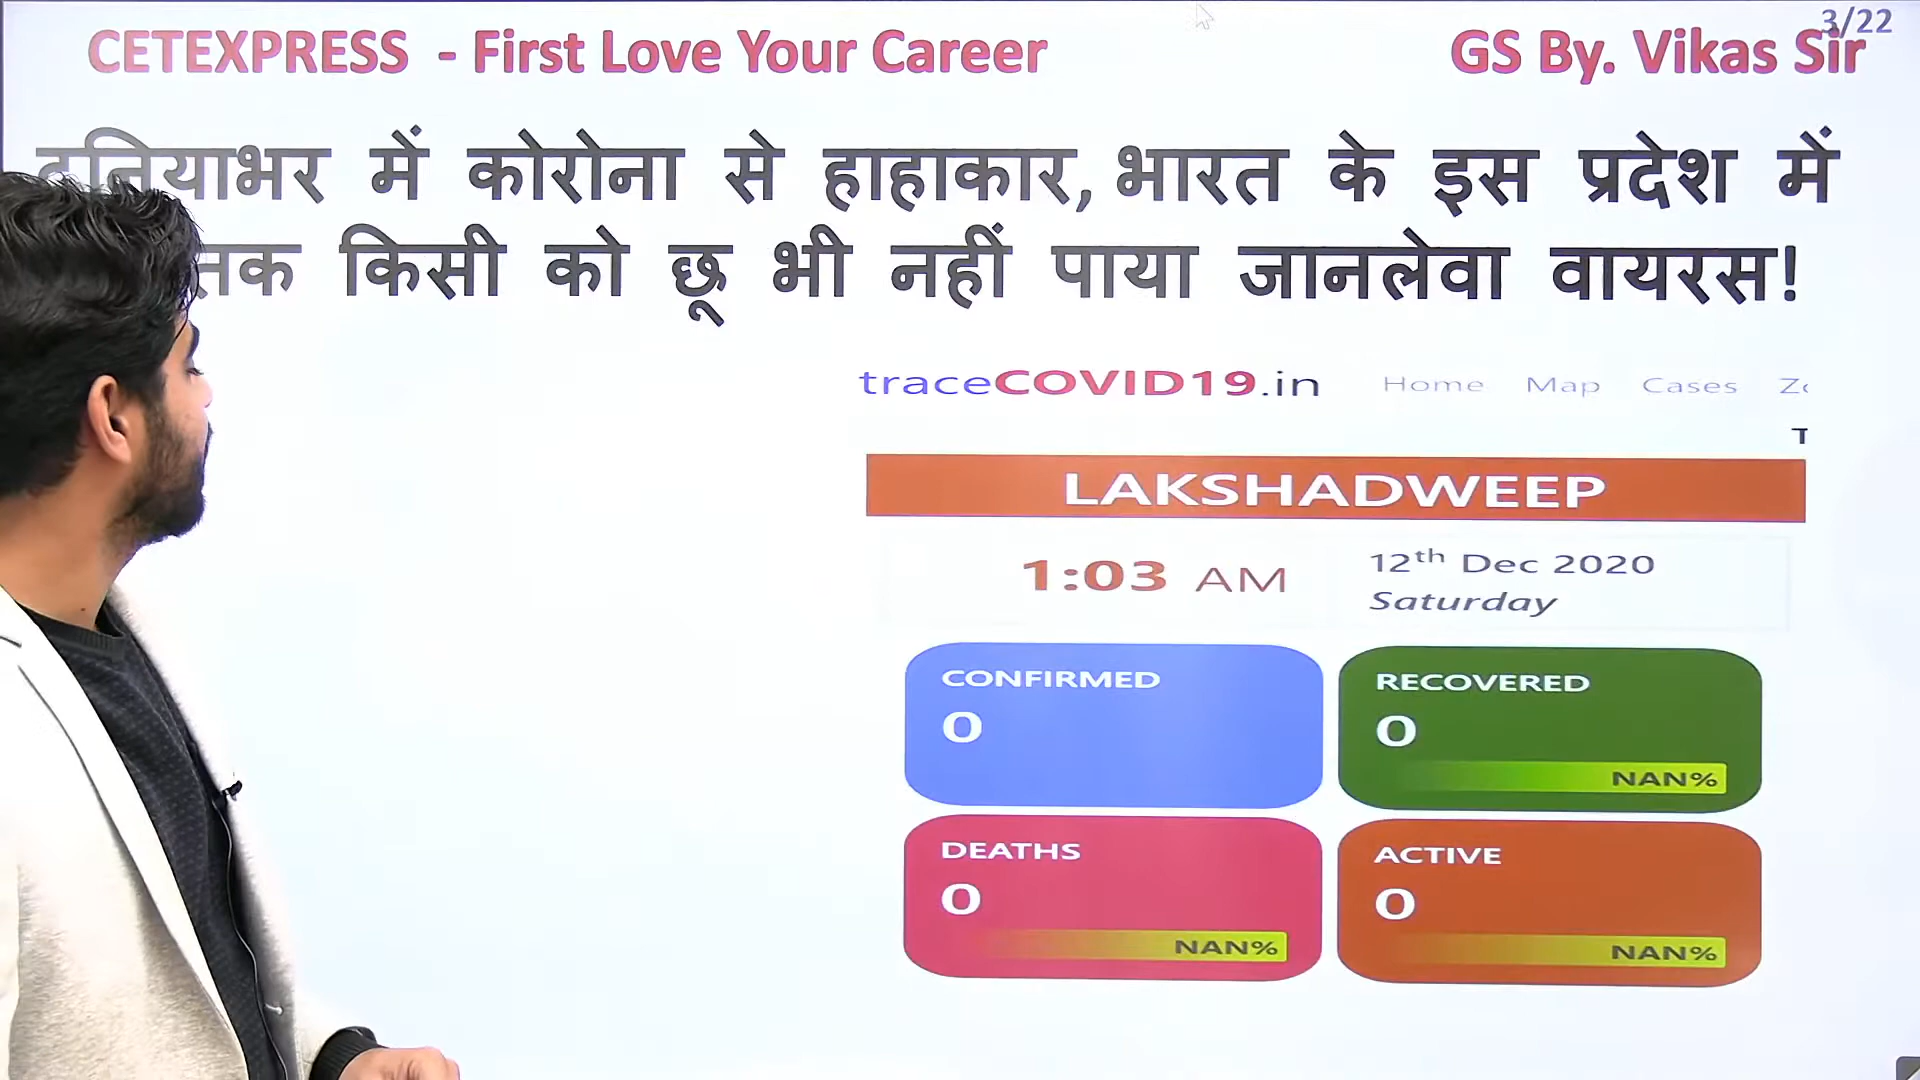 CETEXPRESS - First Love Your Career
GS By. Vikas Sir
3/22
दुनियाभर में कोरोना से हाहाकार, भारत के इस प्रदेश में
तक किसी को छू भी नहीं पाया जानलेवा वायरस!
traceCOVID19.in Home Map Cases
LAKSHADWEEP
1:03 AM
12th Dec 2020
Saturday
CONFIRMED
0
RECOVERED
0
NAN%
DEATHS
0
NAN%
ACTIVE
0
NAN%